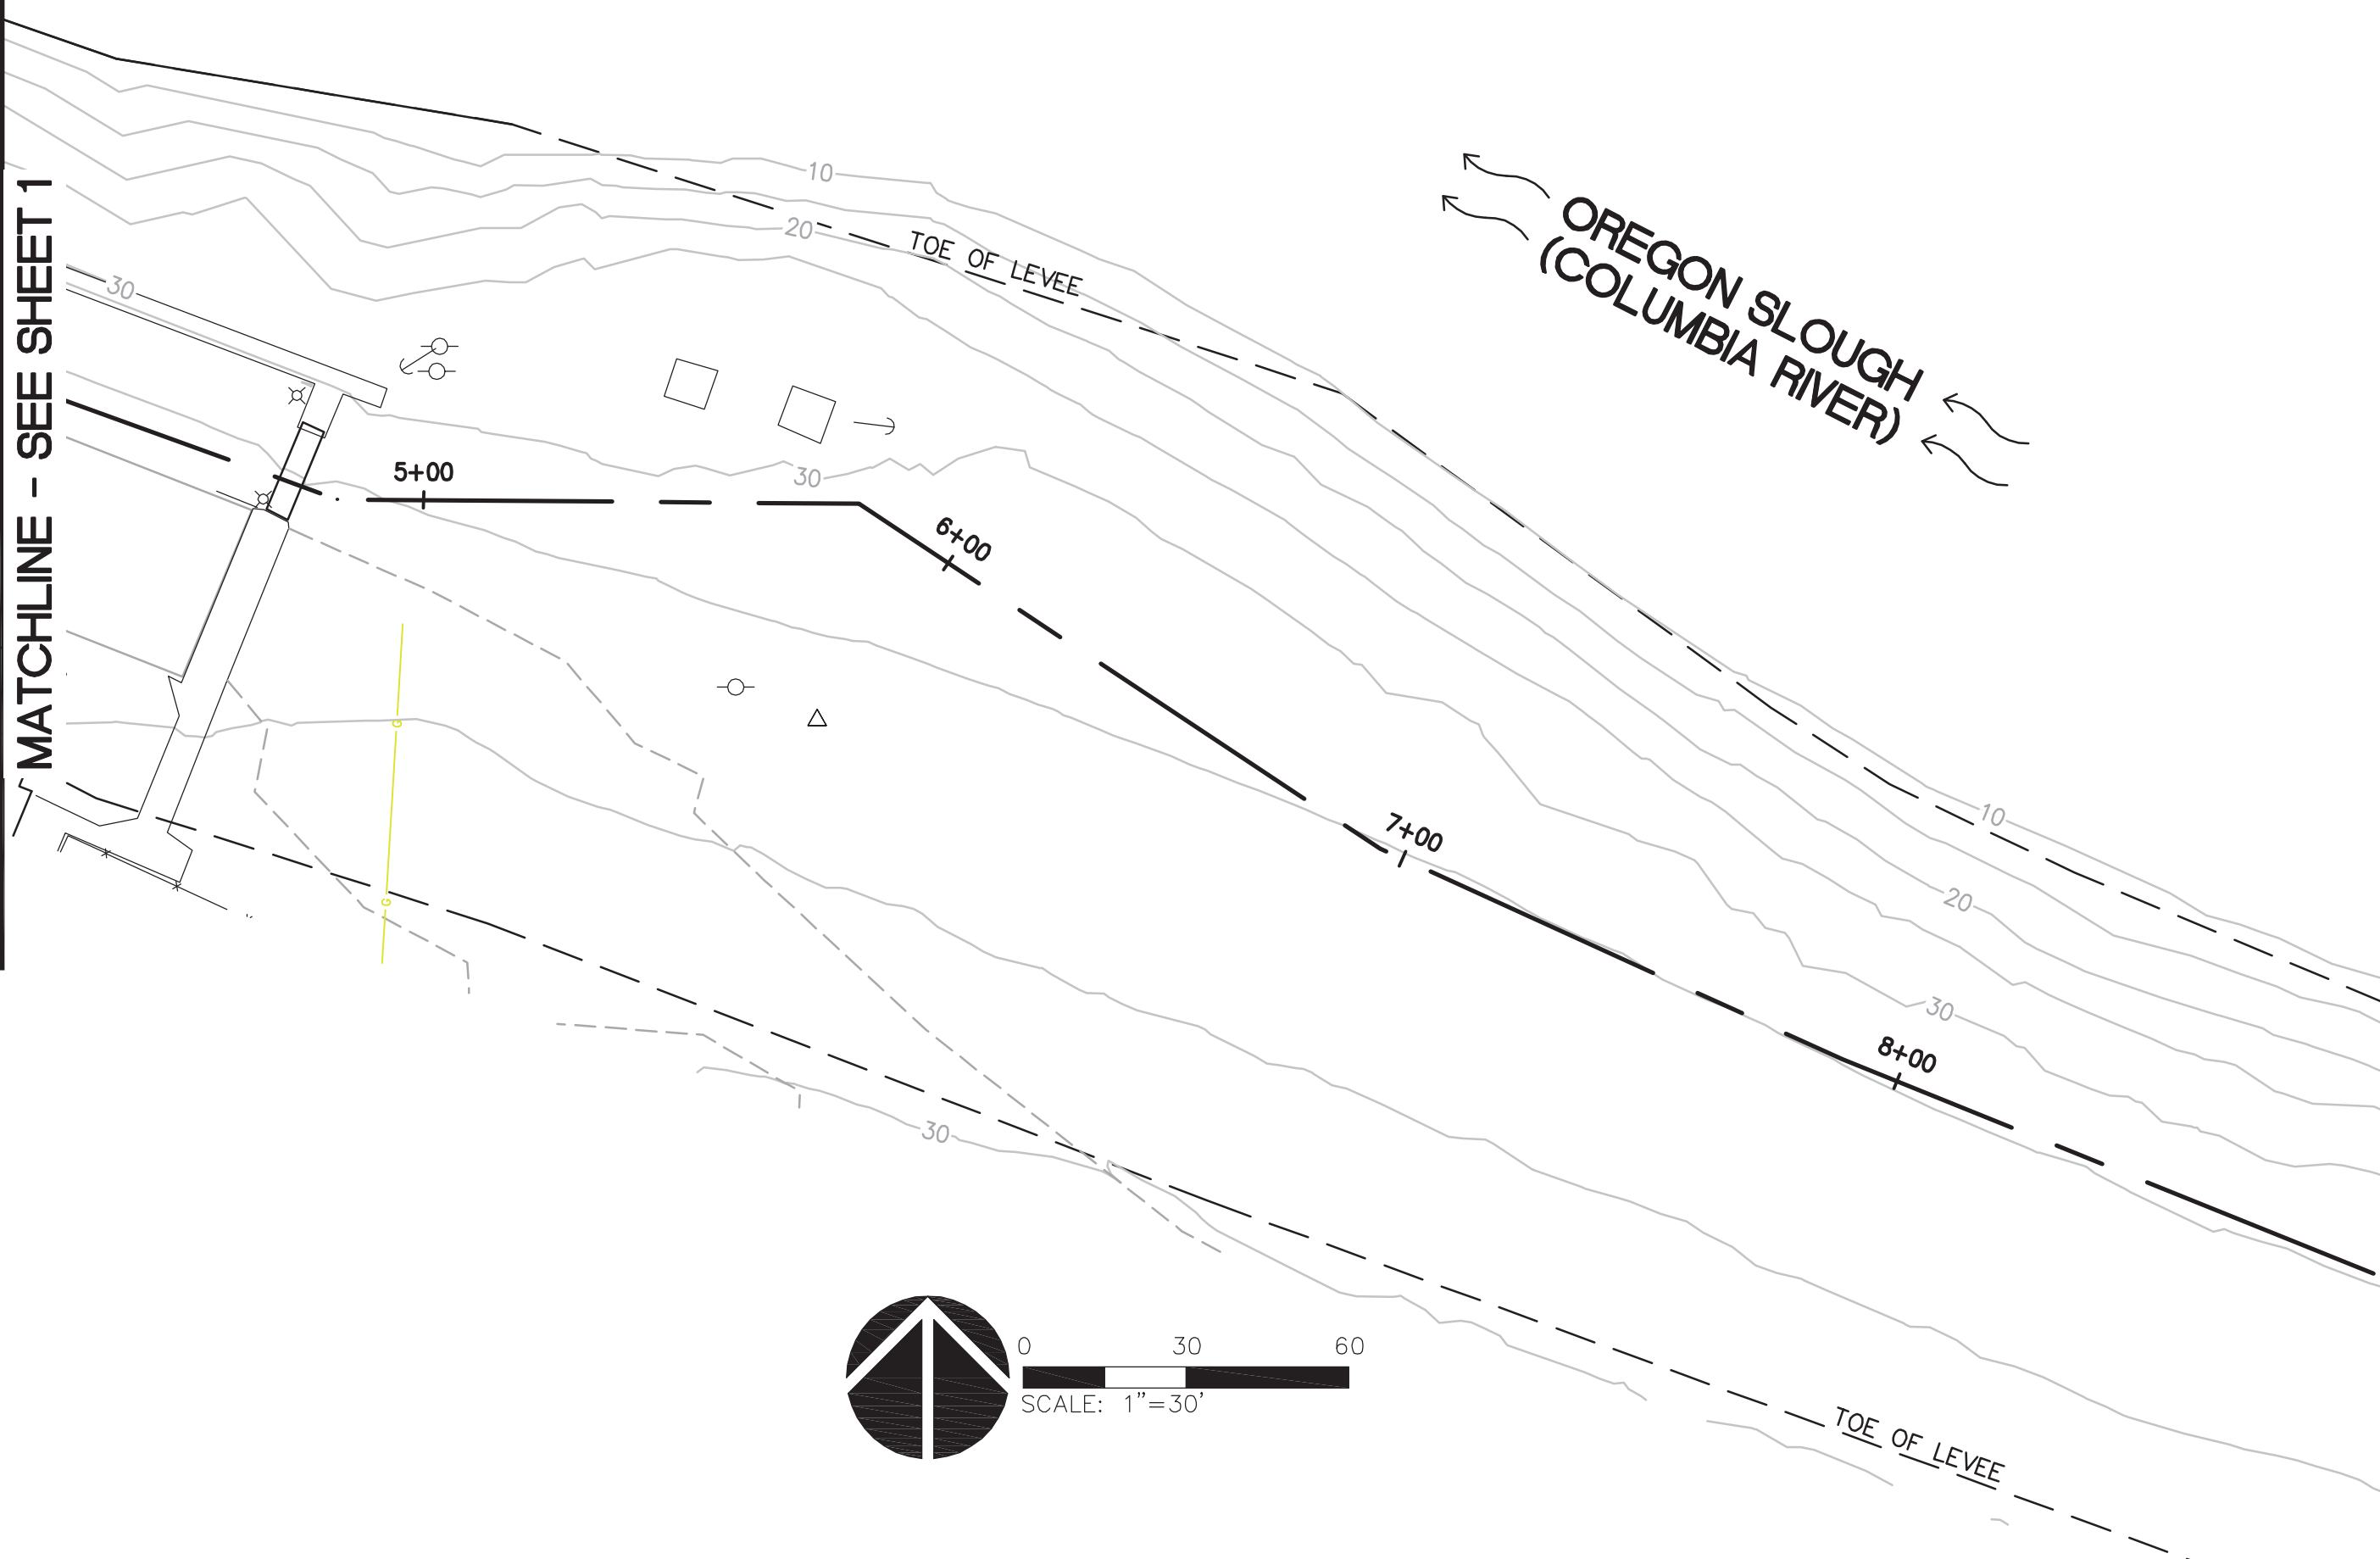 MATCHLINE - SEE SHEET 1
10
20
TOE OF LEVEE
OREGON SLOUGH
(COLUMBIA RIVER)
30
5+00
30
6+00
G
G
7+00
10
20
30
8+00
30
0 30 60
SCALE: 1"=30'
TOE OF LEVEE